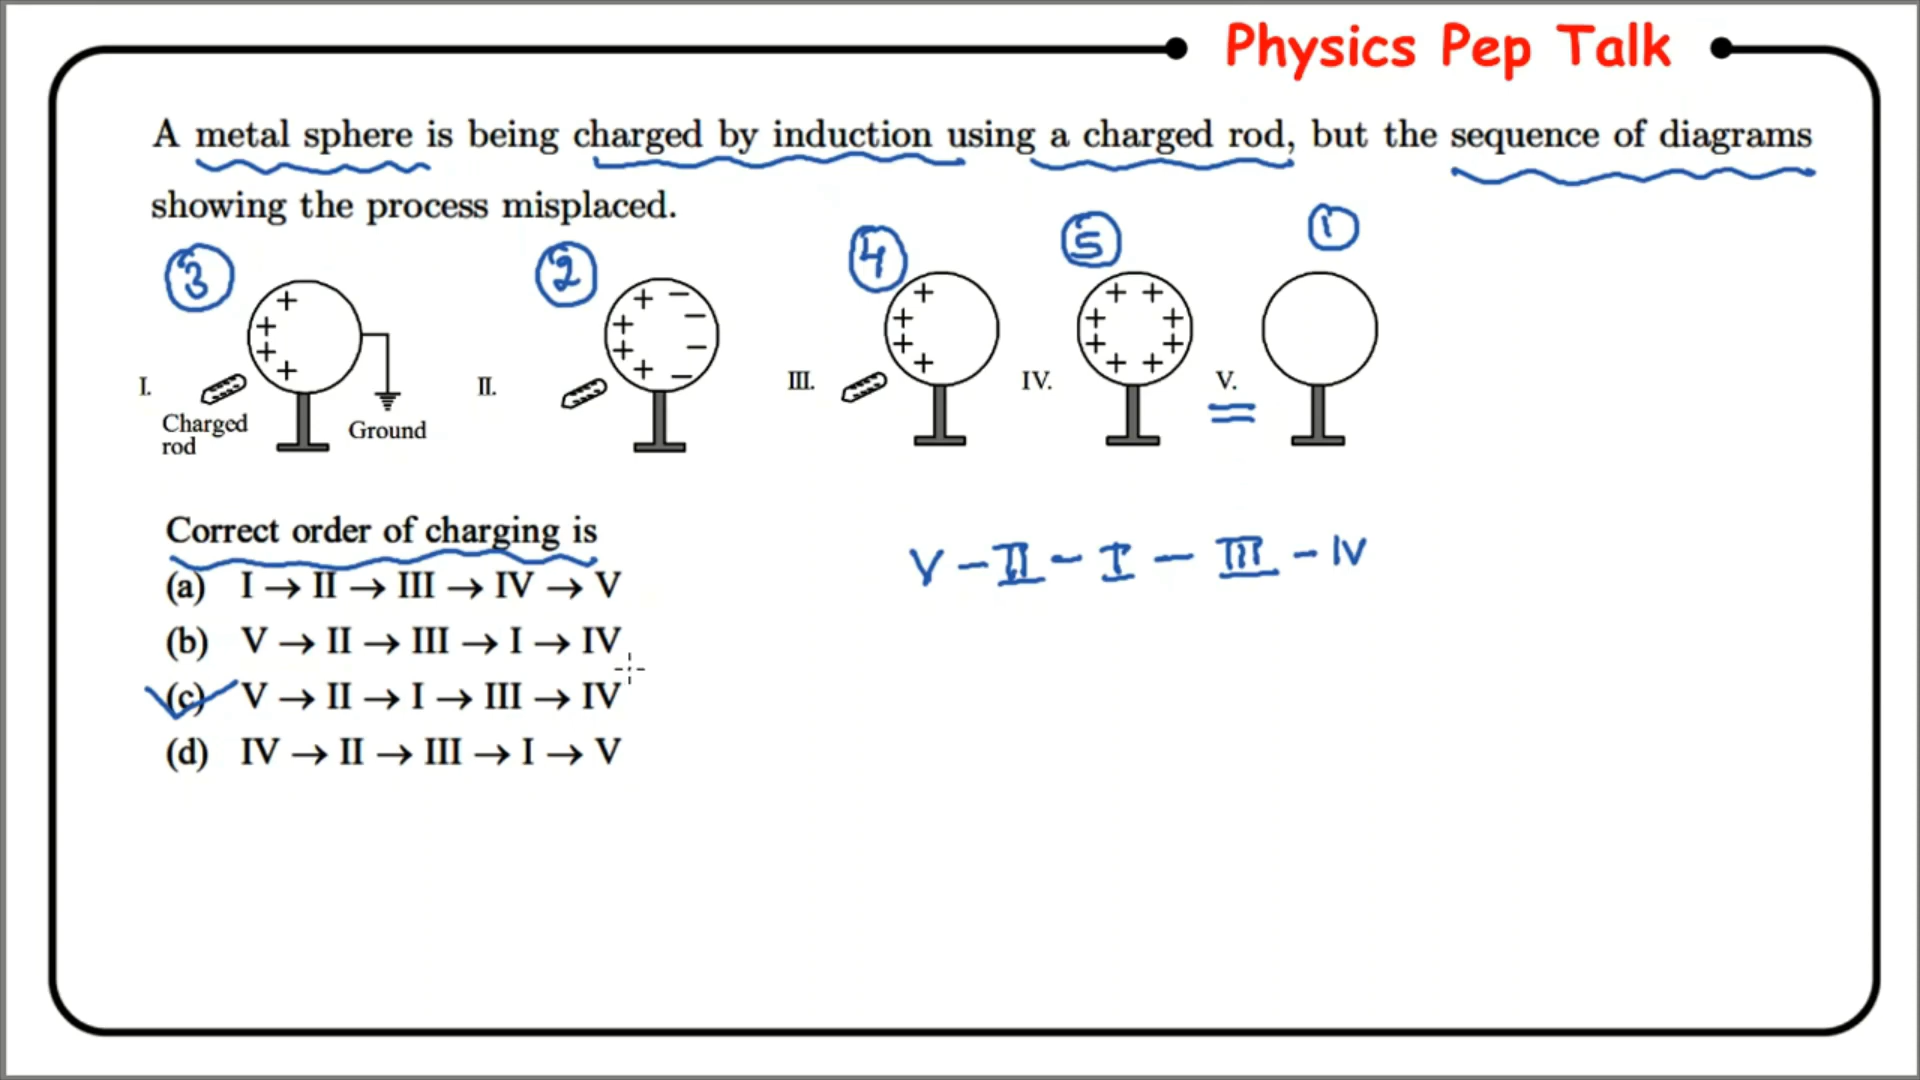 Physics Pep Talk
A metal sphere is being charged by induction using a charged rod, but the sequence of diagrams
showing the process misplaced.
3 2 4 5 1
+ + + +
+ + + + − − − −
+ + + +
+ + + + + + + +
I. II. III. IV. V.
Charged
rod
Ground
Correct order of charging is
V – II – I – III – IV
(a) I → II → III → IV → V
(b) V → II → III → I → IV
(c) V → II → I → III → IV
(d) IV → II → III → I → V